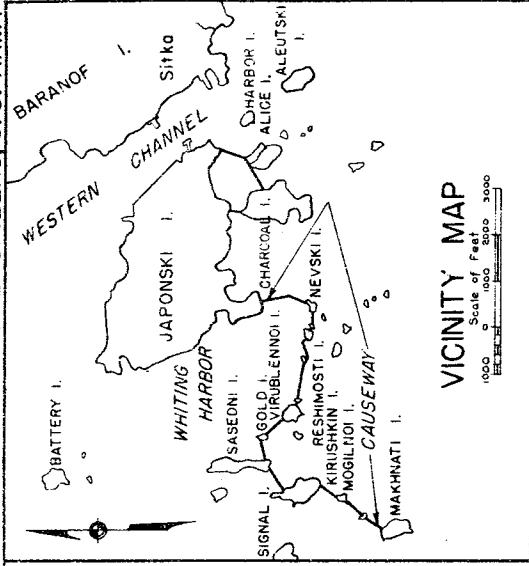 BARANOF I.
Sitka
WESTERN CHANNEL
HARBOR I.
ALICE I.
ALEUTSKI I.
BATTERY I.
JAPONSKI I.
WHITING HARBOR
CHARCOAL I.
SASEDNI I.
GOLD I.
VIRUBLENNOI I.
NEVSKI I.
SIGNAL I.
RESHIMOSTI I.
KIRUSHKIN I.
MOGILNOI I.
CAUSEWAY
MAKHNATI I.
VICINITY MAP
Scale of Feet
1000 0 1000 2000 3000